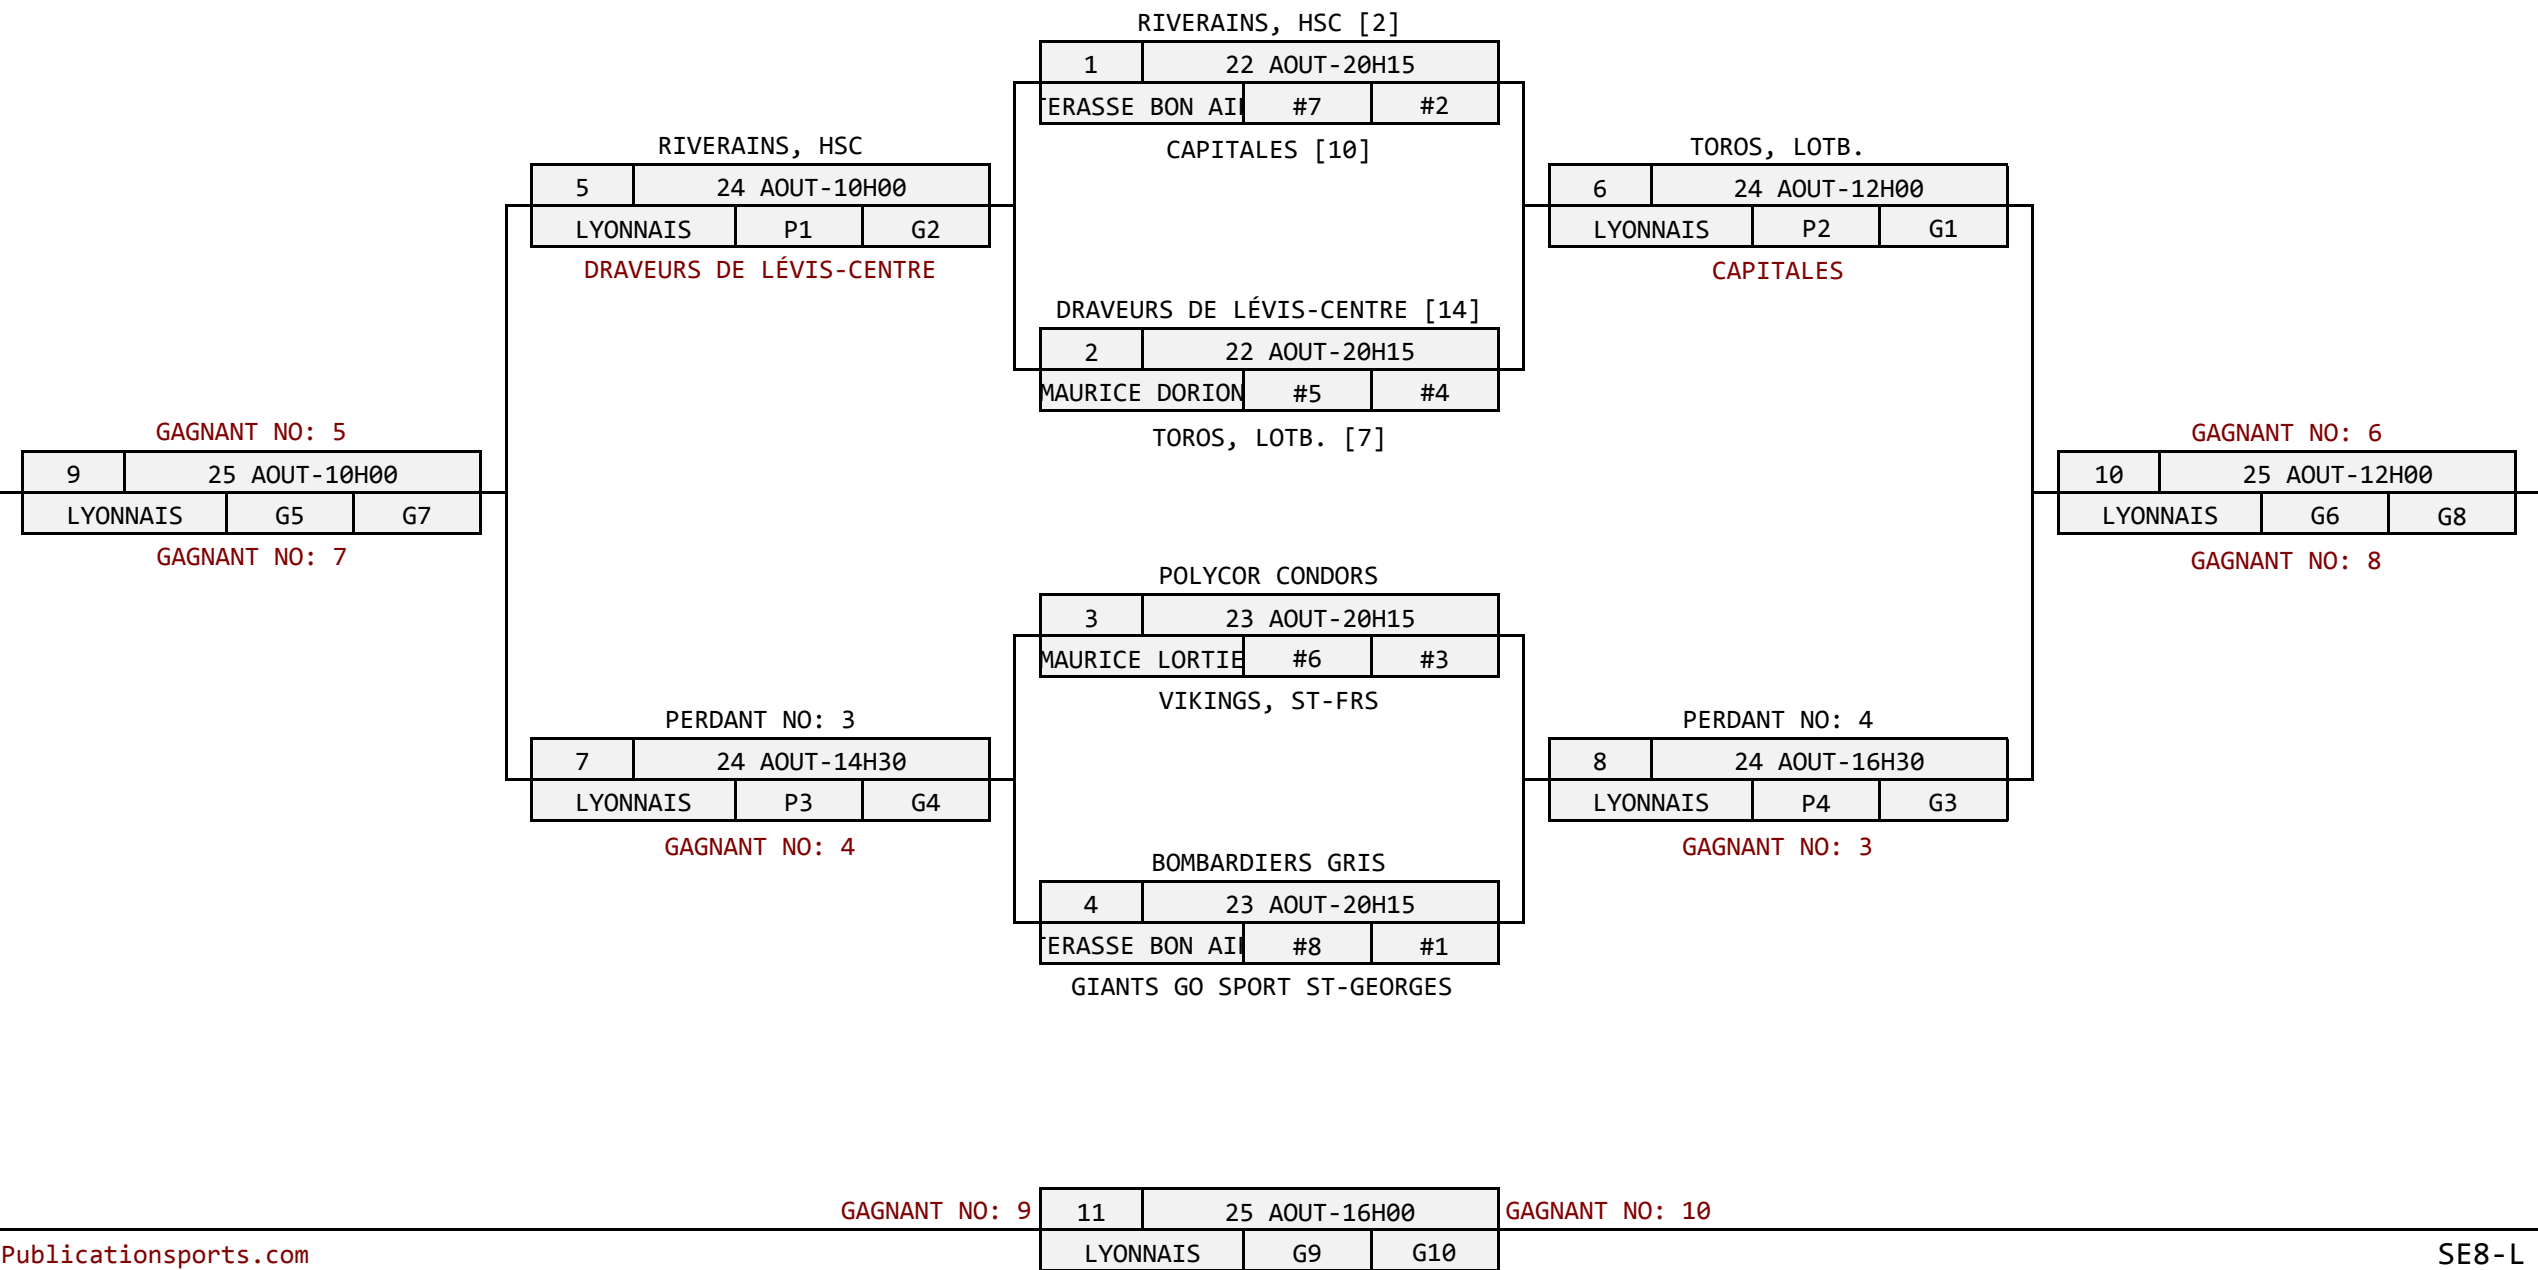 RIVERAINS, HSC [2]
1 22 AOUT-20H15
TERASSE BON AIR #7 #2
CAPITALES [10]
RIVERAINS, HSC
5 24 AOUT-10H00
LYONNAIS P1 G2
DRAVEURS DE LÉVIS-CENTRE
TOROS, LOTB.
6 24 AOUT-12H00
LYONNAIS P2 G1
CAPITALES
DRAVEURS DE LÉVIS-CENTRE [14]
2 22 AOUT-20H15
MAURICE DORION #5 #4
TOROS, LOTB. [7]
GAGNANT NO: 5
9 25 AOUT-10H00
LYONNAIS G5 G7
GAGNANT NO: 7
GAGNANT NO: 6
10 25 AOUT-12H00
LYONNAIS G6 G8
GAGNANT NO: 8
POLYCOR CONDORS
3 23 AOUT-20H15
MAURICE LORTIE #6 #3
VIKINGS, ST-FRS
PERDANT NO: 3
7 24 AOUT-14H30
LYONNAIS P3 G4
GAGNANT NO: 4
PERDANT NO: 4
8 24 AOUT-16H30
LYONNAIS P4 G3
GAGNANT NO: 3
BOMBARDIERS GRIS
4 23 AOUT-20H15
TERASSE BON AIR #8 #1
GIANTS GO SPORT ST-GEORGES
GAGNANT NO: 9 11 25 AOUT-16H00 GAGNANT NO: 10
LYONNAIS G9 G10
Publicationsports.com
SE8-L